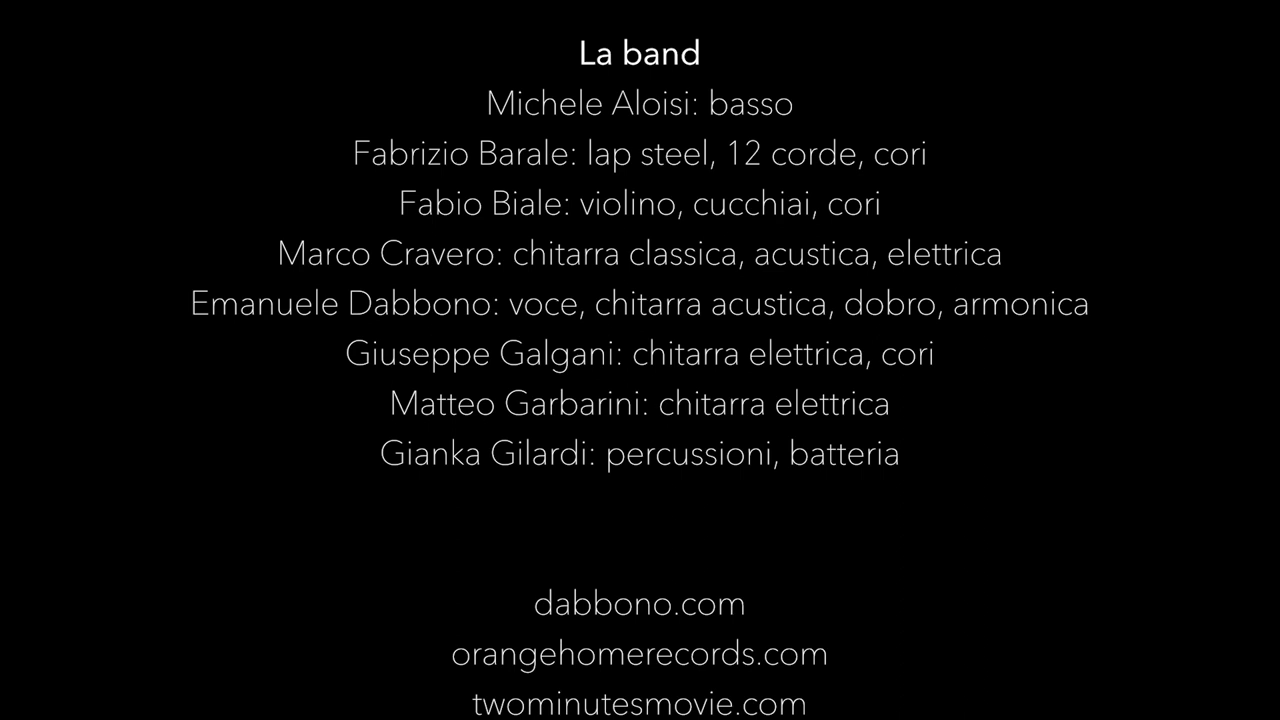 La band
Michele Aloisi: basso
Fabrizio Barale: lap steel, 12 corde, cori
Fabio Biale: violino, cucchiai, cori
Marco Cravero: chitarra classica, acustica, elettrica
Emanuele Dabbono: voce, chitarra acustica, dobro, armonica
Giuseppe Galgani: chitarra elettrica, cori
Matteo Garbarini: chitarra elettrica
Gianka Gilardi: percussioni, batteria
dabbono.com
orangehomerecords.com
twominutesmovie.com